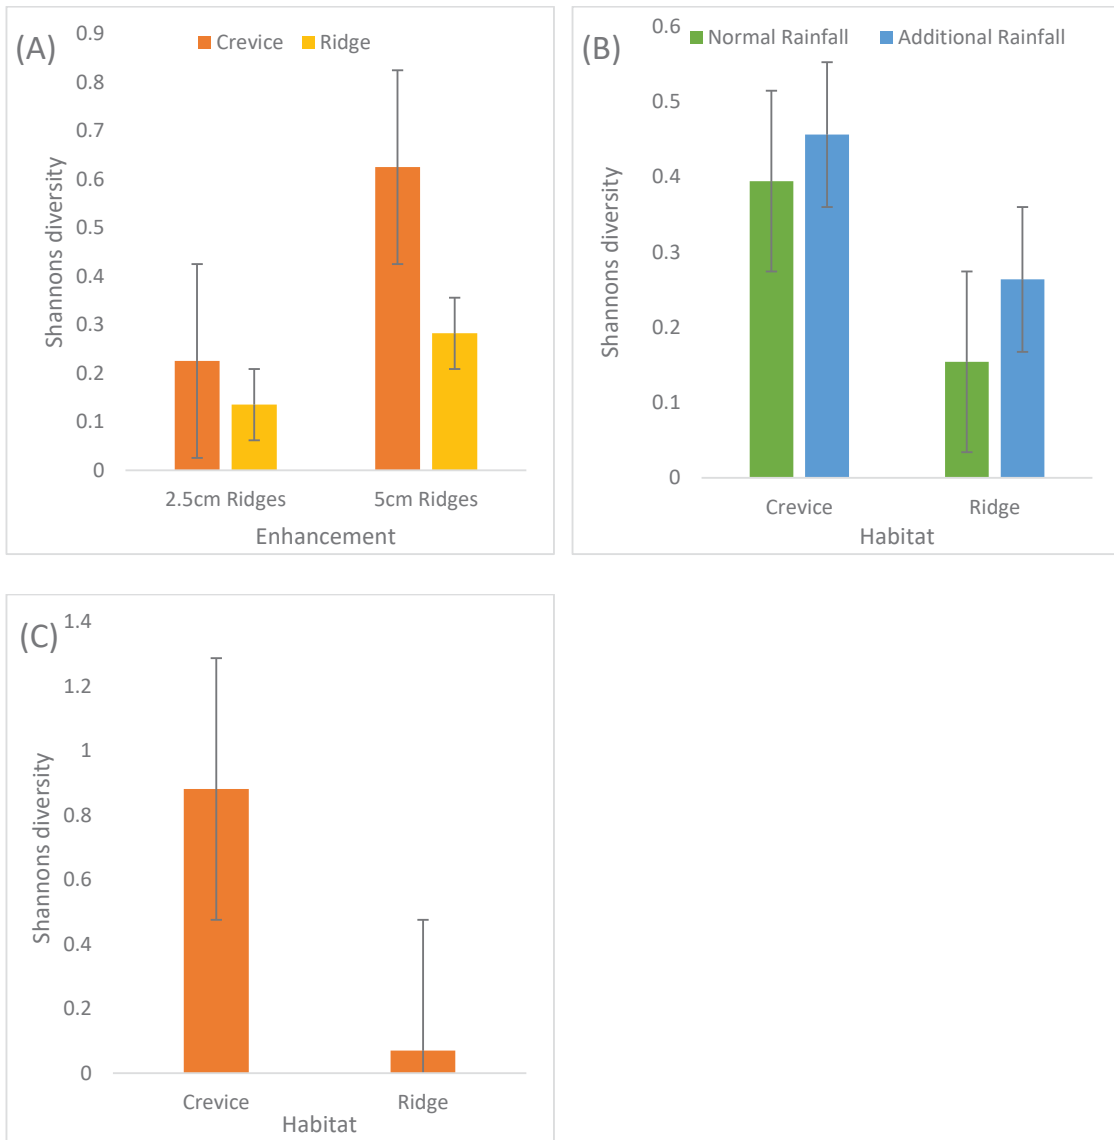 (A)
Crevice Ridge
0.9
0.8
0.7
0.6
0.5
0.4
0.3
0.2
0.1
0
Shannons diversity
2.5cm Ridges 5cm Ridges
Enhancement
(B)
Normal Rainfall Additional Rainfall
0.6
0.5
0.4
0.3
0.2
0.1
0
Shannons diversity
Crevice Ridge
Habitat
(C)
1.4
1.2
1
0.8
0.6
0.4
0.2
0
Shannons diversity
Crevice Ridge
Habitat